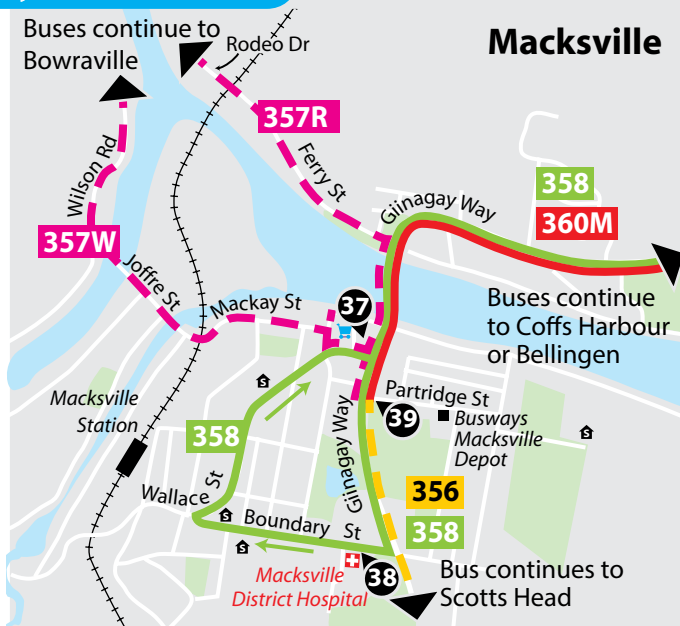 Buses continue to
Bowraville
Rodeo Dr
Macksville
357R
Wilson Rd
Ferry St
358
360M
Giinagay Way
357W
Joffre St
Mackay St
37
Buses continue
to Coffs Harbour
or Bellingen
Macksville
Station
S
Partridge St
39
Busways
Macksville
Depot
S
358
Giinagay Way
356
358
Wallace St
S
Boundary St
S
38
Macksville
District Hospital
Bus continues to
Scotts Head